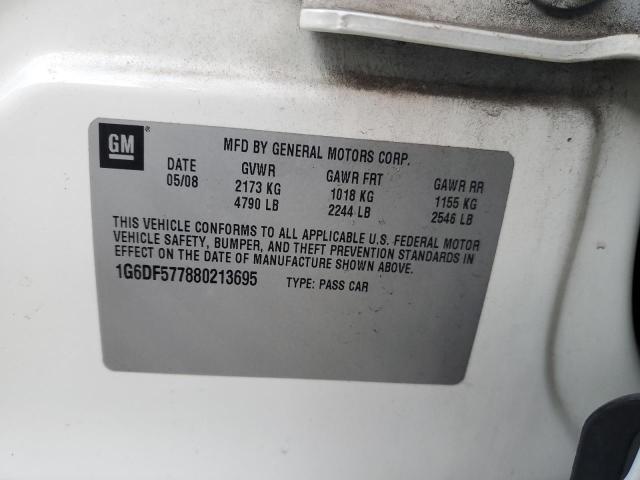 GM ®
MFD BY GENERAL MOTORS CORP.
DATE GVWR GAWR FRT GAWR RR
05/08 2173 KG 1018 KG 1155 KG
4790 LB 2244 LB 2546 LB
THIS VEHICLE CONFORMS TO ALL APPLICABLE U.S. FEDERAL MOTOR
VEHICLE SAFETY, BUMPER, AND THEFT PREVENTION STANDARDS IN
EFFECT ON THE DATE OF MANUFACTURE SHOWN ABOVE.
1G6DF577880213695 TYPE: PASS CAR